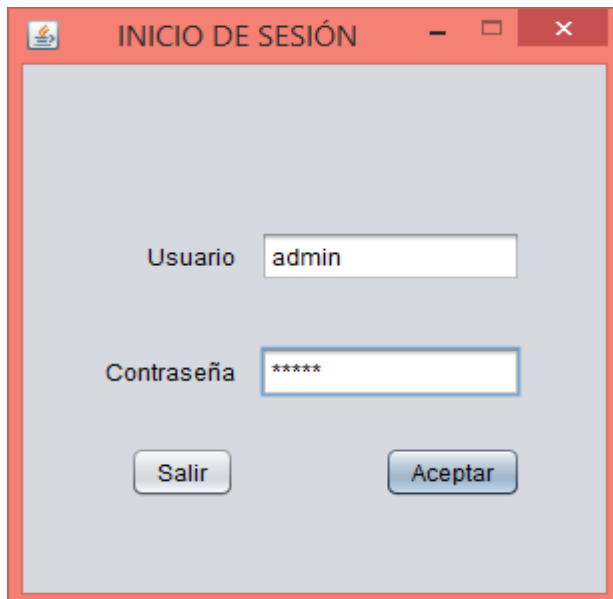 INICIO DE SESIÓN
Usuario admin
Contraseña *****
Salir Aceptar